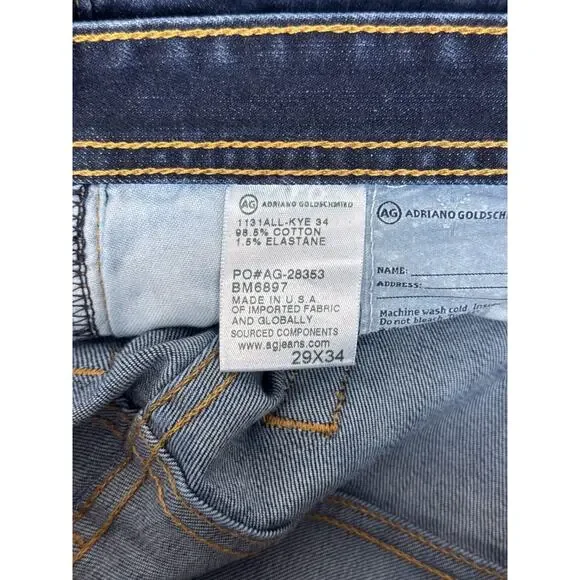 AG ADRIANO GOLDSCHMIED
1131ALL-KYE 34
98.5% COTTON
1.5% ELASTANE
PO#AG-28353
BM6897
MADE IN U.S.A
OF IMPORTED FABRIC
AND GLOBALLY
SOURCED COMPONENTS
www.agjeans.com
29X34
AG ADRIANO GOLDSCHM
NAME:
ADDRESS:
Machine wash cold
Do not bleach